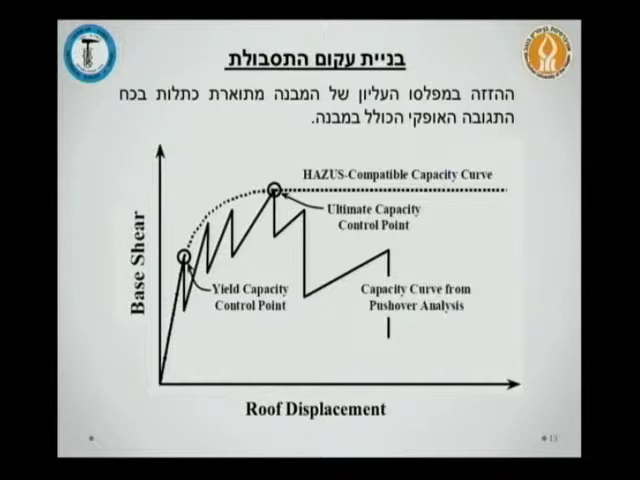 בניית עקום התסבולת
ההזזה במפלסו העליון של המבנה מתוארת כתלות בכח
התגובה האופקי הכולל במבנה.
HAZUS-Compatible Capacity Curve
Ultimate Capacity
Control Point
Yield Capacity
Control Point
Capacity Curve from
Pushover Analysis
Base Shear
Roof Displacement
13